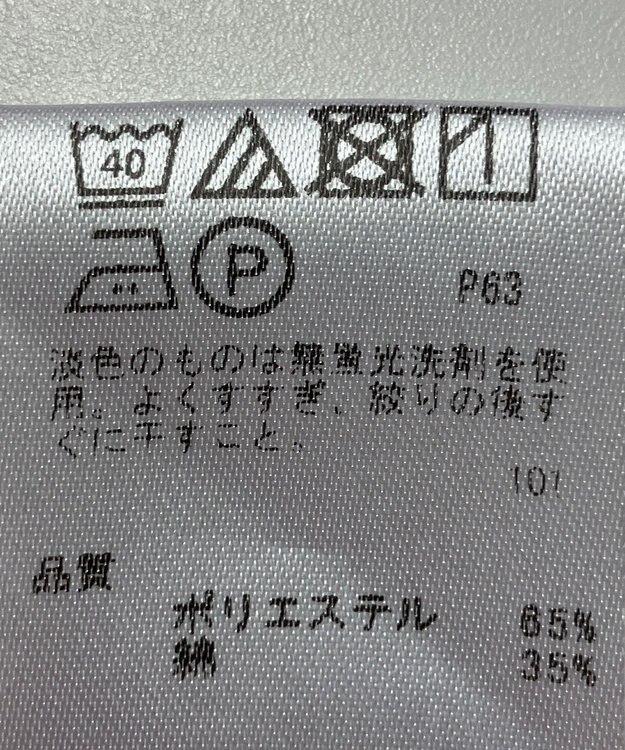 40
P
P63
淡色のものは無蛍光洗剤を使
用。よくすすぎ、絞りの後す
ぐに干すこと。
101
品質
ポリエステル 65%
綿 35%